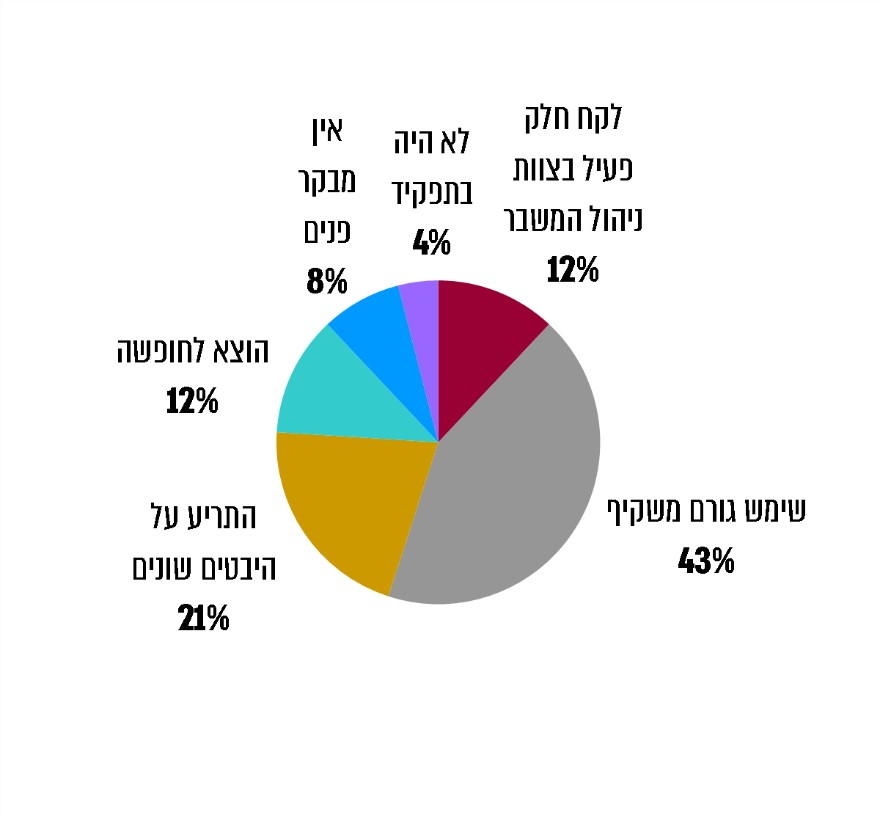 לקח חלק
פעיל בצוות
ניהול המשבר
12%
לא היה
בתפקיד
4%
אין
מבקר
פנים
8%
הוצא לחופשה
12%
שימש גורם משקיף
43%
התריע על
היבטים שונים
21%